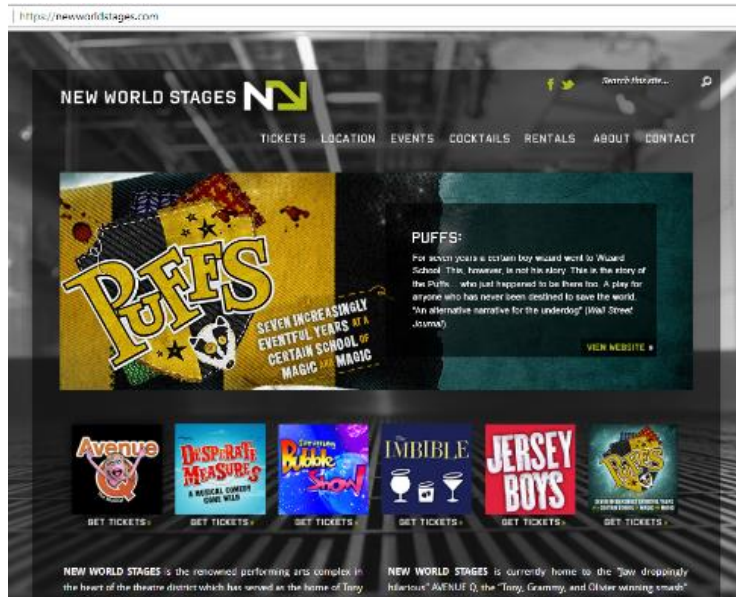 https://newworldstages.com
NEW WORLD STAGES
Search this site...
TICKETS LOCATION EVENTS COCKTAILS RENTALS ABOUT CONTACT
PUFFS
SEVEN INCREASINGLY
EVENTFUL YEARS AT A
CERTAIN SCHOOL OF
MAGIC AND MAGIC
PUFFS:
For seven years a certain boy wizard went to Wizard
School. This, however, is not his story. This is the story of
the Puffs... who just happened to be there too. A play for
anyone who has never been destined to save the world.
"An alternative narrative for the underdog" (Wall Street
Journal)
VIEW WEBSITE »
Avenue Q
DESPERATE
MEASURES
A MUSICAL COMEDY
GONE WILD
Bubble
Show!
The
IMBIBLE
JERSEY
BOYS
PUFFS
GET TICKETS GET TICKETS GET TICKETS GET TICKETS GET TICKETS GET TICKETS
NEW WORLD STAGES is the renowned performing arts complex in
the heart of the theatre district which has served as the home of Tony
NEW WORLD STAGES is currently home to the "jaw droppingly
hilarious" AVENUE Q, the "Tony, Grammy, and Olivier winning smash"